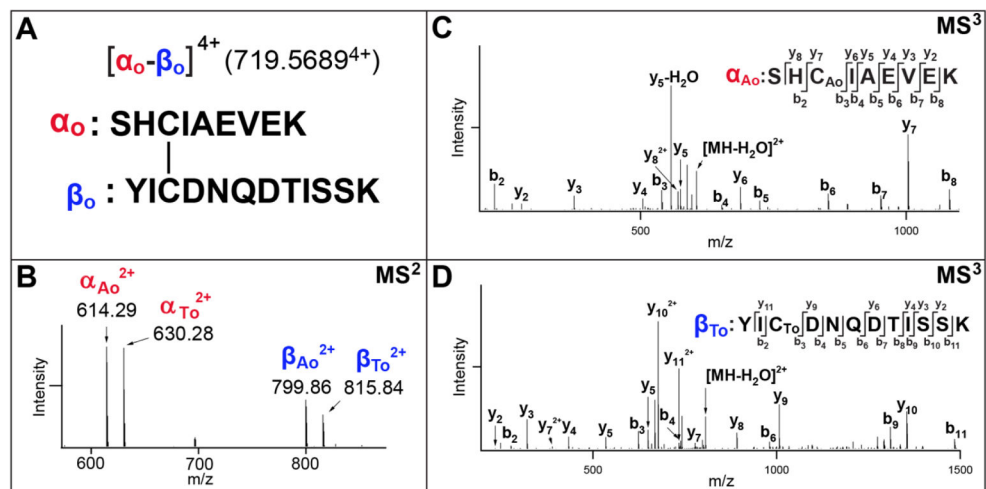 A
[αo-βo]4+ (719.56894+)
αo: SHCIAEVEK
βo: YICDNQDTISSK
B
MS2
αAo2+
614.29
αTo2+
630.28
βAo2+
799.86
βTo2+
815.84
Intensity
600
700
800
m/z
C
MS3
y8 y7 y6 y5 y4 y3 y2
αAo:SHCAoIAEVEK
b2 b3 b4 b5 b6 b7 b8
y5-H2O
[MH-H2O]2+
y7
y82+
y5
b2
y2
y3
y4
b3
b4
y6
b5
b6
b7
b8
Intensity
500
1000
m/z
D
MS3
y11 y9 y6 y4 y3 y2
βTo:YICToDNQDTISSK
b2 b3 b4 b5 b6 b7 b8 b9 b10 b11
y102+
y112+
[MH-H2O]2+
y9
y5
y2
b2
y3
y72+
y4
y5
b3
b4
y7
y8
b6
b9
y10
b11
Intensity
500
1000
1500
m/z